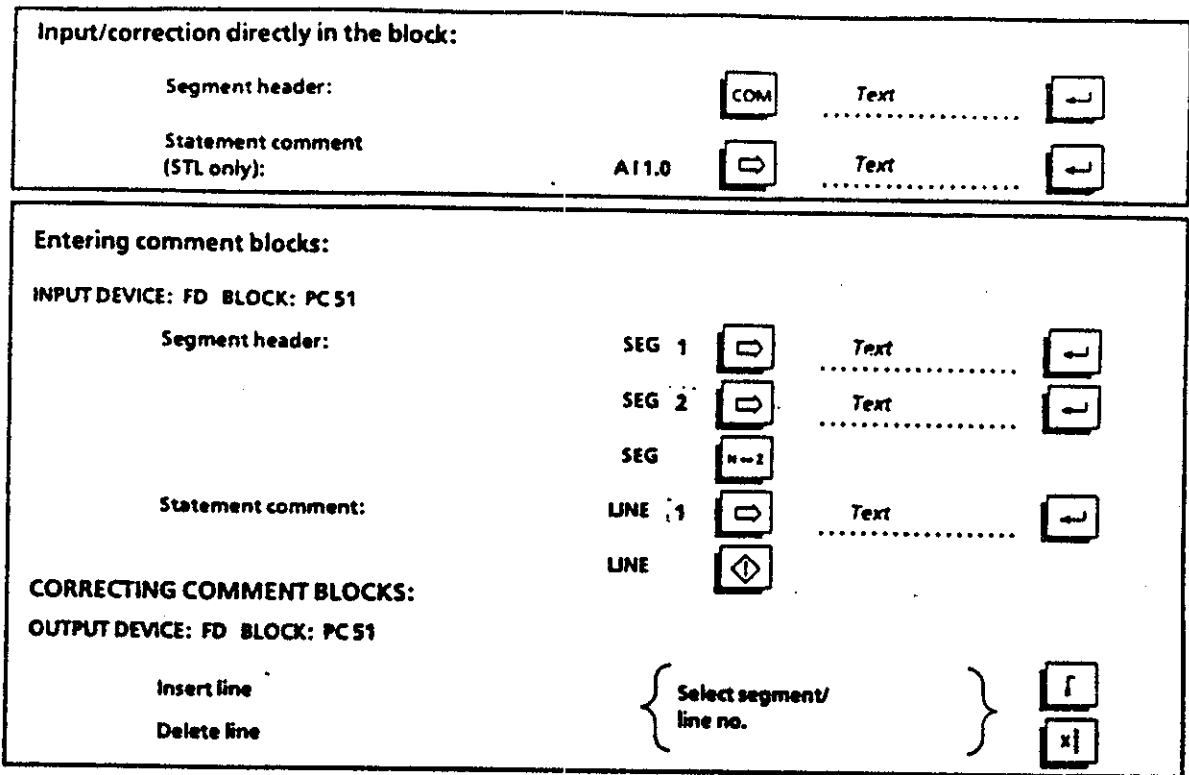 Input/correction directly in the block:
Segment header: COM Text
Statement comment
(STL only): A I 1.0 Text
Entering comment blocks:
INPUT DEVICE: FD BLOCK: PC 51
Segment header: SEG 1 Text
SEG 2 Text
SEG
Statement comment: LINE 1 Text
LINE
CORRECTING COMMENT BLOCKS:
OUTPUT DEVICE: FD BLOCK: PC 51
Insert line
Select segment/
line no.
Delete line
X